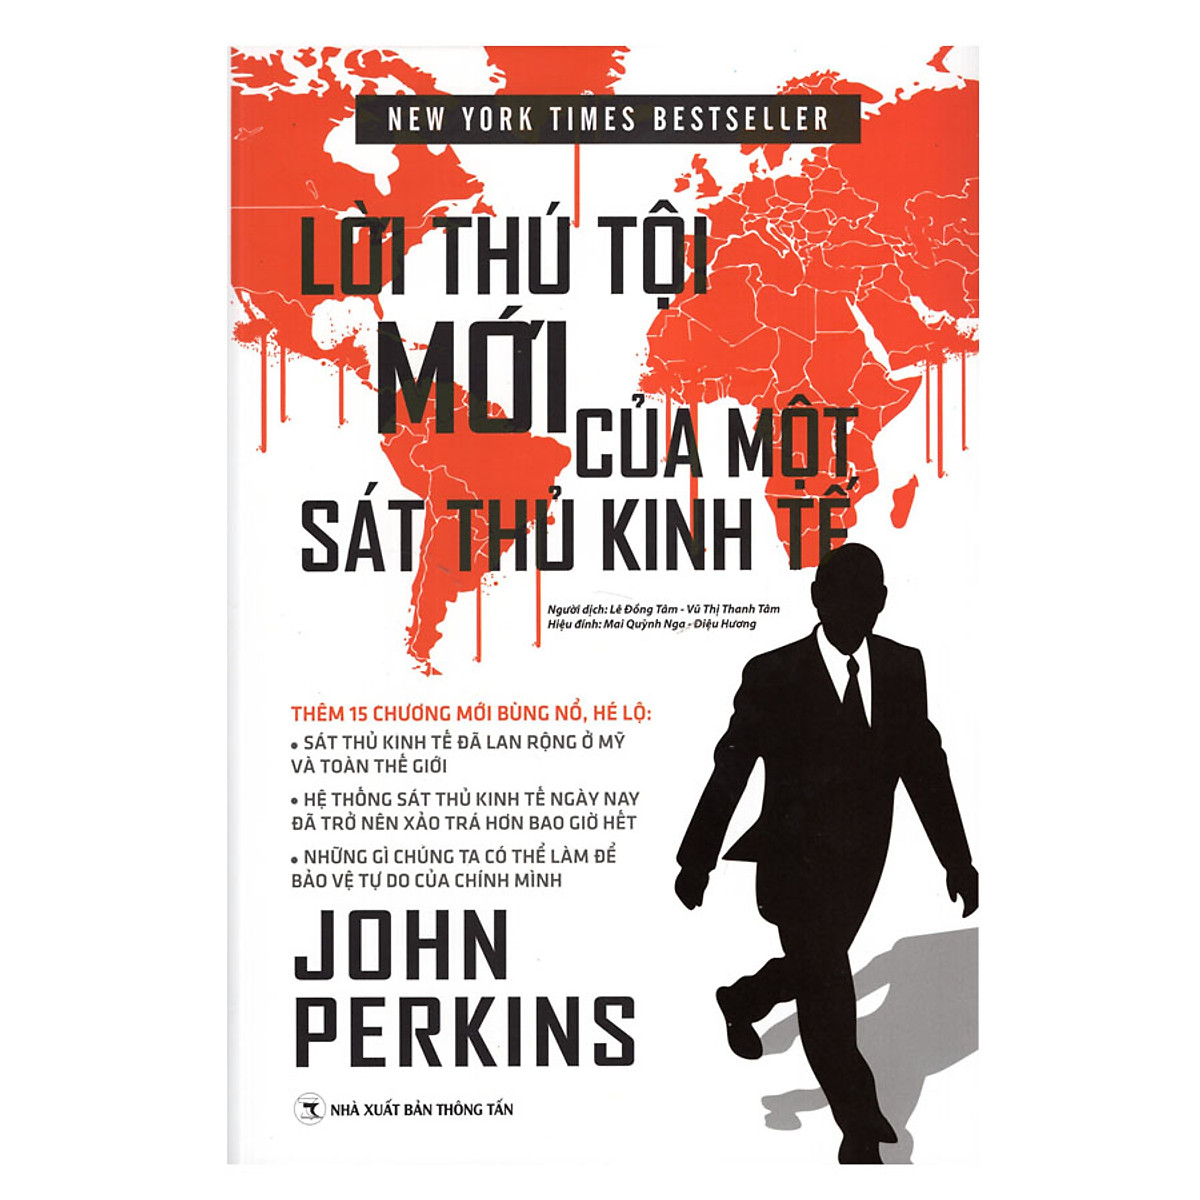 NEW YORK TIMES BESTSELLER
LỜI THÚ TỘI
MỚI
CỦA MỘT
SÁT THỦ KINH TẾ
Người dịch: Lê Đồng Tâm - Vũ Thị Thanh Tâm
Hiệu đính: Mai Quỳnh Nga - Điệu Hương
THÊM 15 CHƯƠNG MỚI BÙNG NỔ, HÉ LỘ:
• SÁT THỦ KINH TẾ ĐÃ LAN RỘNG Ở MỸ
VÀ TOÀN THẾ GIỚI
• HỆ THỐNG SÁT THỦ KINH TẾ NGÀY NAY
ĐÃ TRỞ NÊN XẢO TRÁ HƠN BAO GIỜ HẾT
• NHỮNG GÌ CHÚNG TA CÓ THỂ LÀM ĐỂ
BẢO VỆ TỰ DO CỦA CHÍNH MÌNH
JOHN
PERKINS
NHÀ XUẤT BẢN THÔNG TẤN